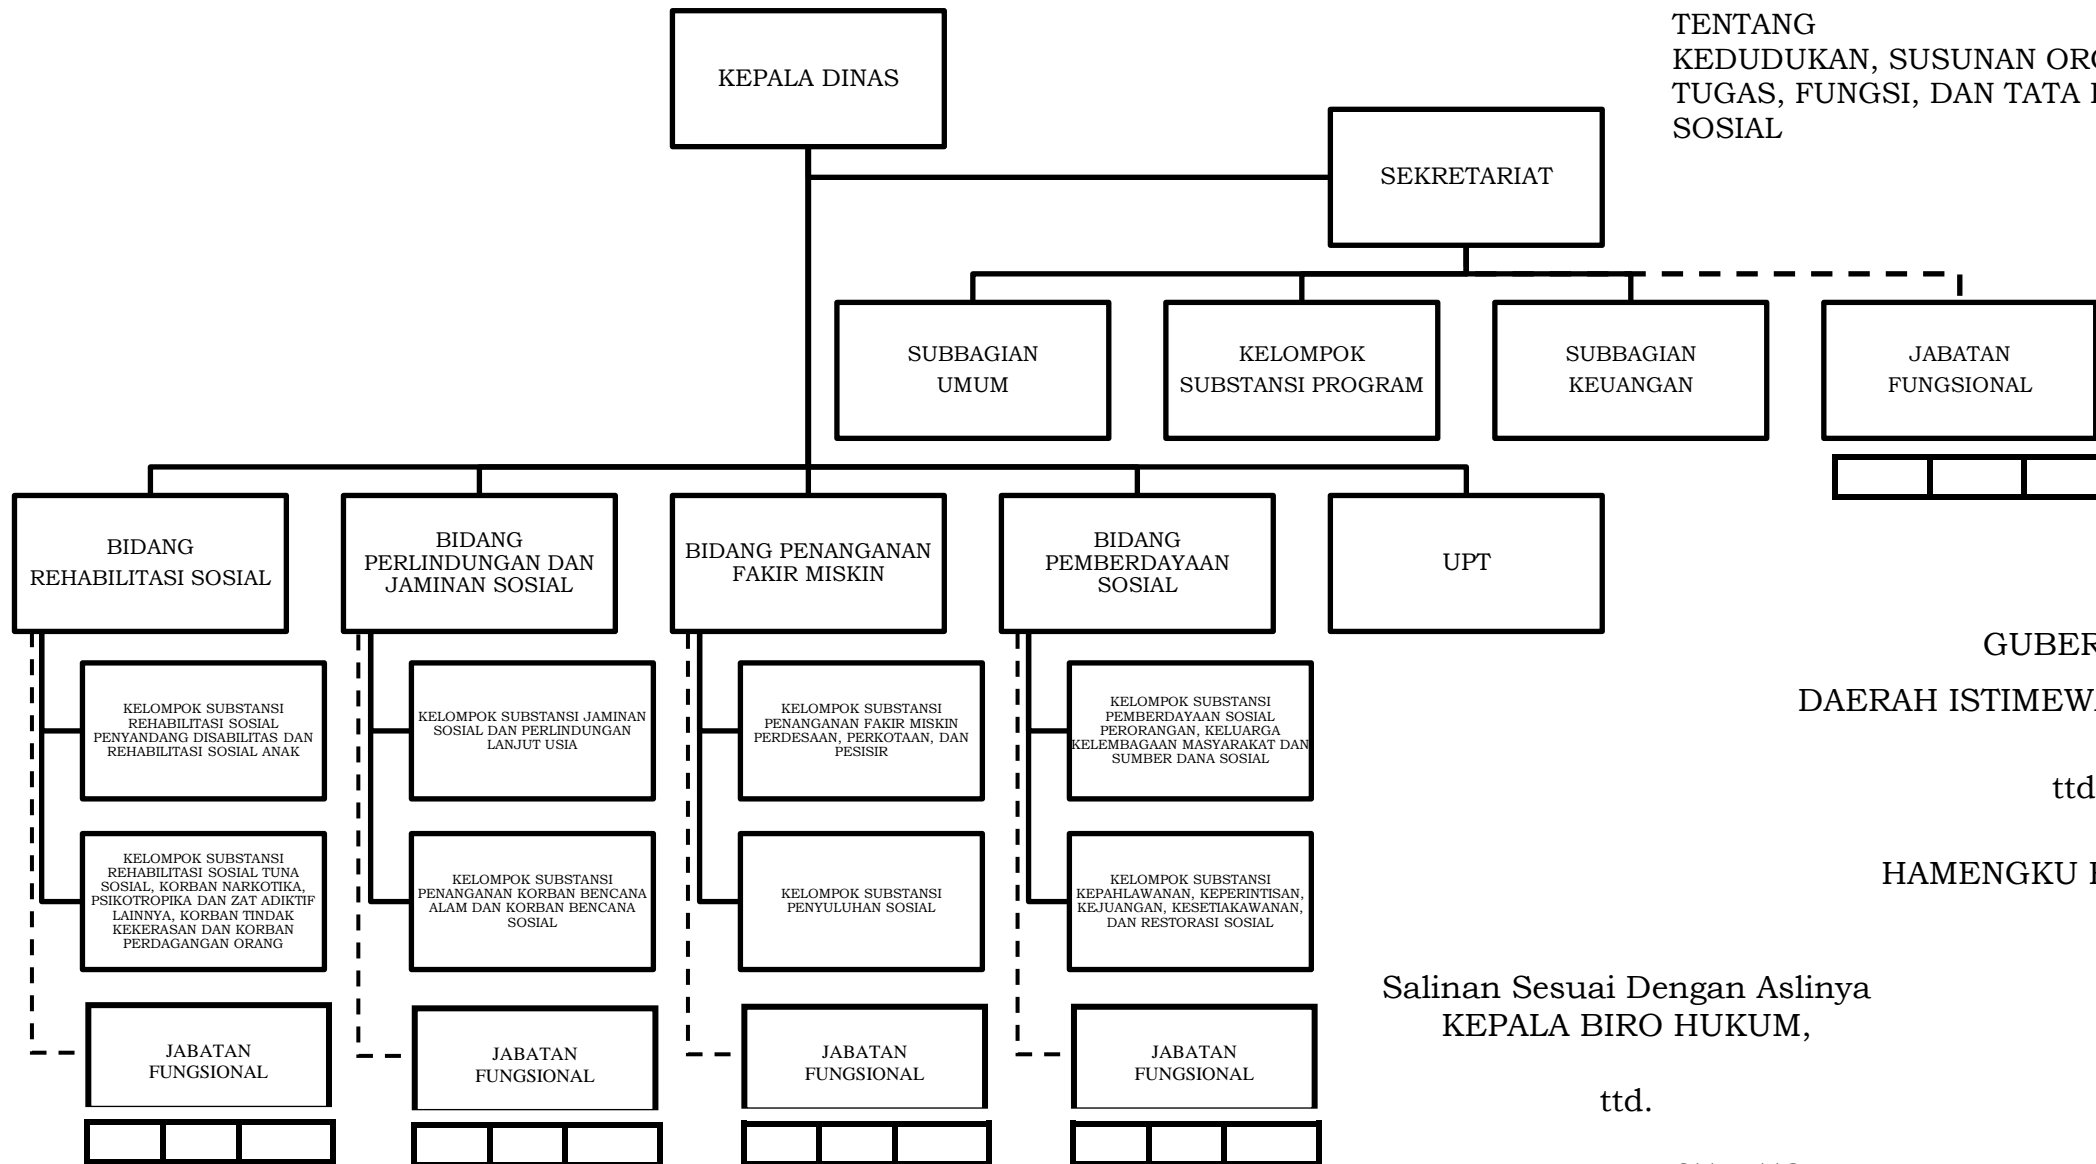 TENTANG
KEDUDUKAN, SUSUNAN
TUGAS, FUNGSI, DAN TATA
SOSIAL
KEPALA DINAS
SEKRETARIAT
SUBBAGIAN
UMUM
KELOMPOK
SUBSTANSI PROGRAM
SUBBAGIAN
KEUANGAN
JABATAN
FUNGSIONAL
BIDANG
REHABILITASI SOSIAL
BIDANG
PERLINDUNGAN DAN
JAMINAN SOSIAL
BIDANG PENANGANAN
FAKIR MISKIN
BIDANG
PEMBERDAYAAN
SOSIAL
UPT
KELOMPOK SUBSTANSI
REHABILITASI SOSIAL
PENYANDANG DISABILITAS DAN
REHABILITASI SOSIAL ANAK
KELOMPOK SUBSTANSI JAMINAN
SOSIAL DAN PERLINDUNGAN
LANJUT USIA
KELOMPOK SUBSTANSI
PENANGANAN FAKIR MISKIN
PERDESAAN, PERKOTAAN, DAN
PESISIR
KELOMPOK SUBSTANSI
PEMBERDAYAAN SOSIAL
PERORANGAN, KELUARGA
KELEMBAGAAN MASYARAKAT DAN
SUMBER DANA SOSIAL
KELOMPOK SUBSTANSI
REHABILITASI SOSIAL TUNA
SOSIAL, KORBAN NARKOTIKA,
PSIKOTROPIKA DAN ZAT ADIKTIF
LAINNYA, KORBAN TINDAK
KEKERASAN DAN KORBAN
PERDAGANGAN ORANG
KELOMPOK SUBSTANSI
PENANGANAN KORBAN BENCANA
ALAM DAN KORBAN BENCANA
SOSIAL
KELOMPOK SUBSTANSI
PENYULUHAN SOSIAL
KELOMPOK SUBSTANSI
KEPAHLAWANAN, KEPERINTISAN,
KEJUANGAN, KESETIAKAWANAN,
DAN RESTORASI SOSIAL
JABATAN
FUNGSIONAL
JABATAN
FUNGSIONAL
JABATAN
FUNGSIONAL
JABATAN
FUNGSIONAL
GUBER
DAERAH ISTIMEWA
ttd
HAMENGKU
Salinan Sesuai Dengan Aslinya
KEPALA BIRO HUKUM,
ttd.